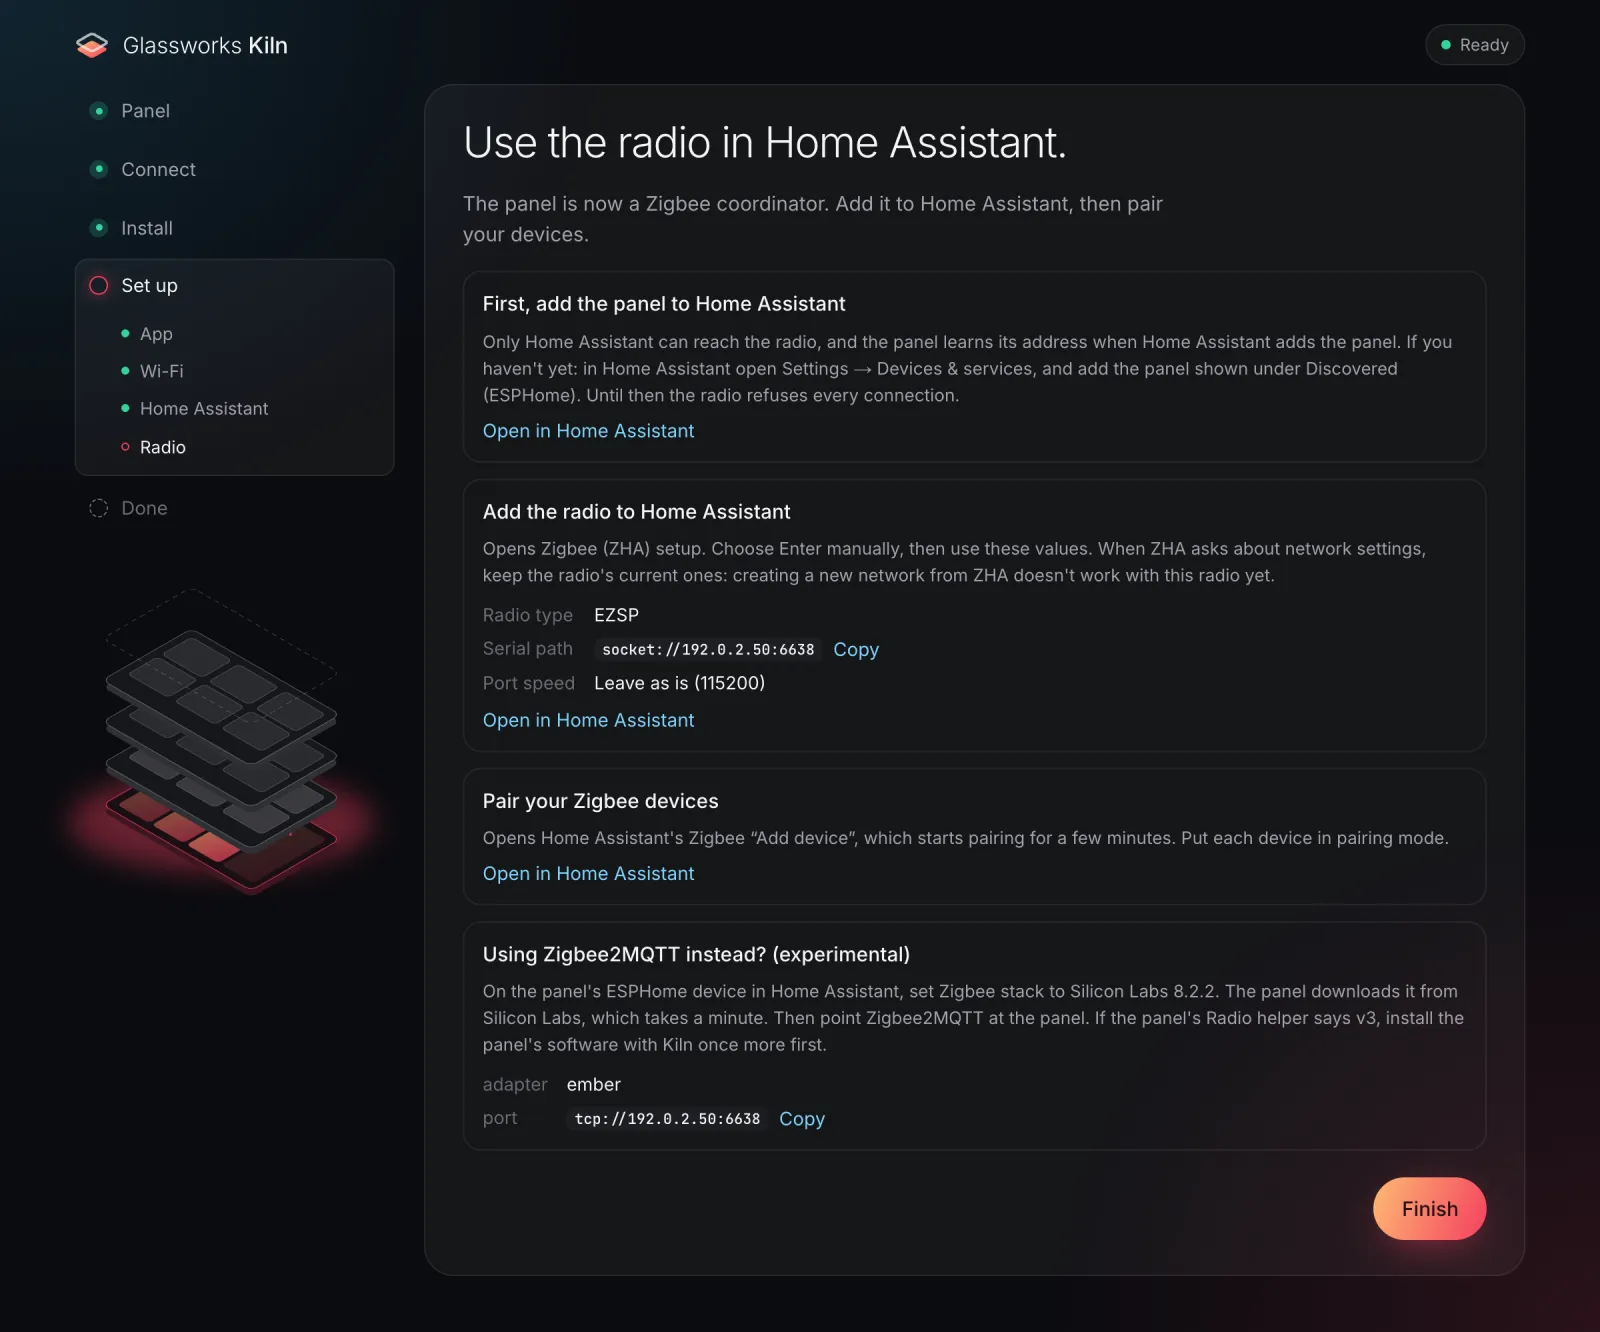 Glassworks Kiln
Ready
Panel
Connect
Install
Set up
App
Wi-Fi
Home Assistant
Radio
Done
Use the radio in Home Assistant.
The panel is now a Zigbee coordinator. Add it to Home Assistant, then pair
your devices.
First, add the panel to Home Assistant
Only Home Assistant can reach the radio, and the panel learns its address when Home Assistant adds the panel. If you
haven't yet: in Home Assistant open Settings → Devices & services, and add the panel shown under Discovered
(ESPHome). Until then the radio refuses every connection.
Open in Home Assistant
Add the radio to Home Assistant
Opens Zigbee (ZHA) setup. Choose Enter manually, then use these values. When ZHA asks about network settings,
keep the radio's current ones: creating a new network from ZHA doesn't work with this radio yet.
Radio type EZSP
Serial path socket://192.0.2.50:6638 Copy
Port speed Leave as is (115200)
Open in Home Assistant
Pair your Zigbee devices
Opens Home Assistant's Zigbee “Add device”, which starts pairing for a few minutes. Put each device in pairing mode.
Open in Home Assistant
Using Zigbee2MQTT instead? (experimental)
On the panel's ESPHome device in Home Assistant, set Zigbee stack to Silicon Labs 8.2.2. The panel downloads it from
Silicon Labs, which takes a minute. Then point Zigbee2MQTT at the panel. If the panel's Radio helper says v3, install the
panel's software with Kiln once more first.
adapter ember
port tcp://192.0.2.50:6638 Copy
Finish